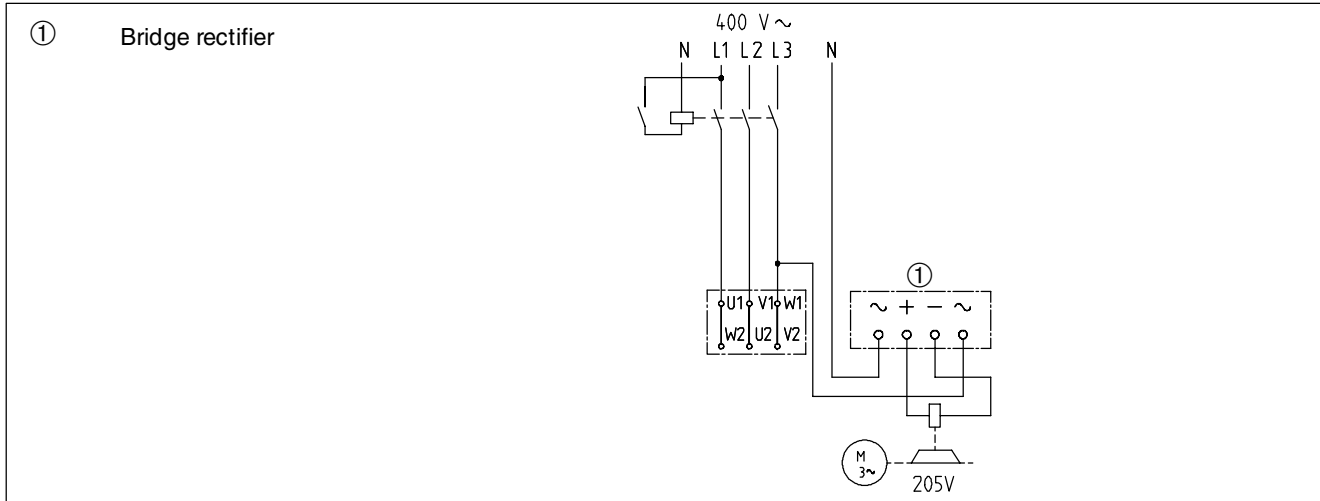 ① Bridge rectifier
400 V ~
N L1 L2 L3 N
①
U1 V1 W1
W2 U2 V2
~ + − ~
M
3~
205V